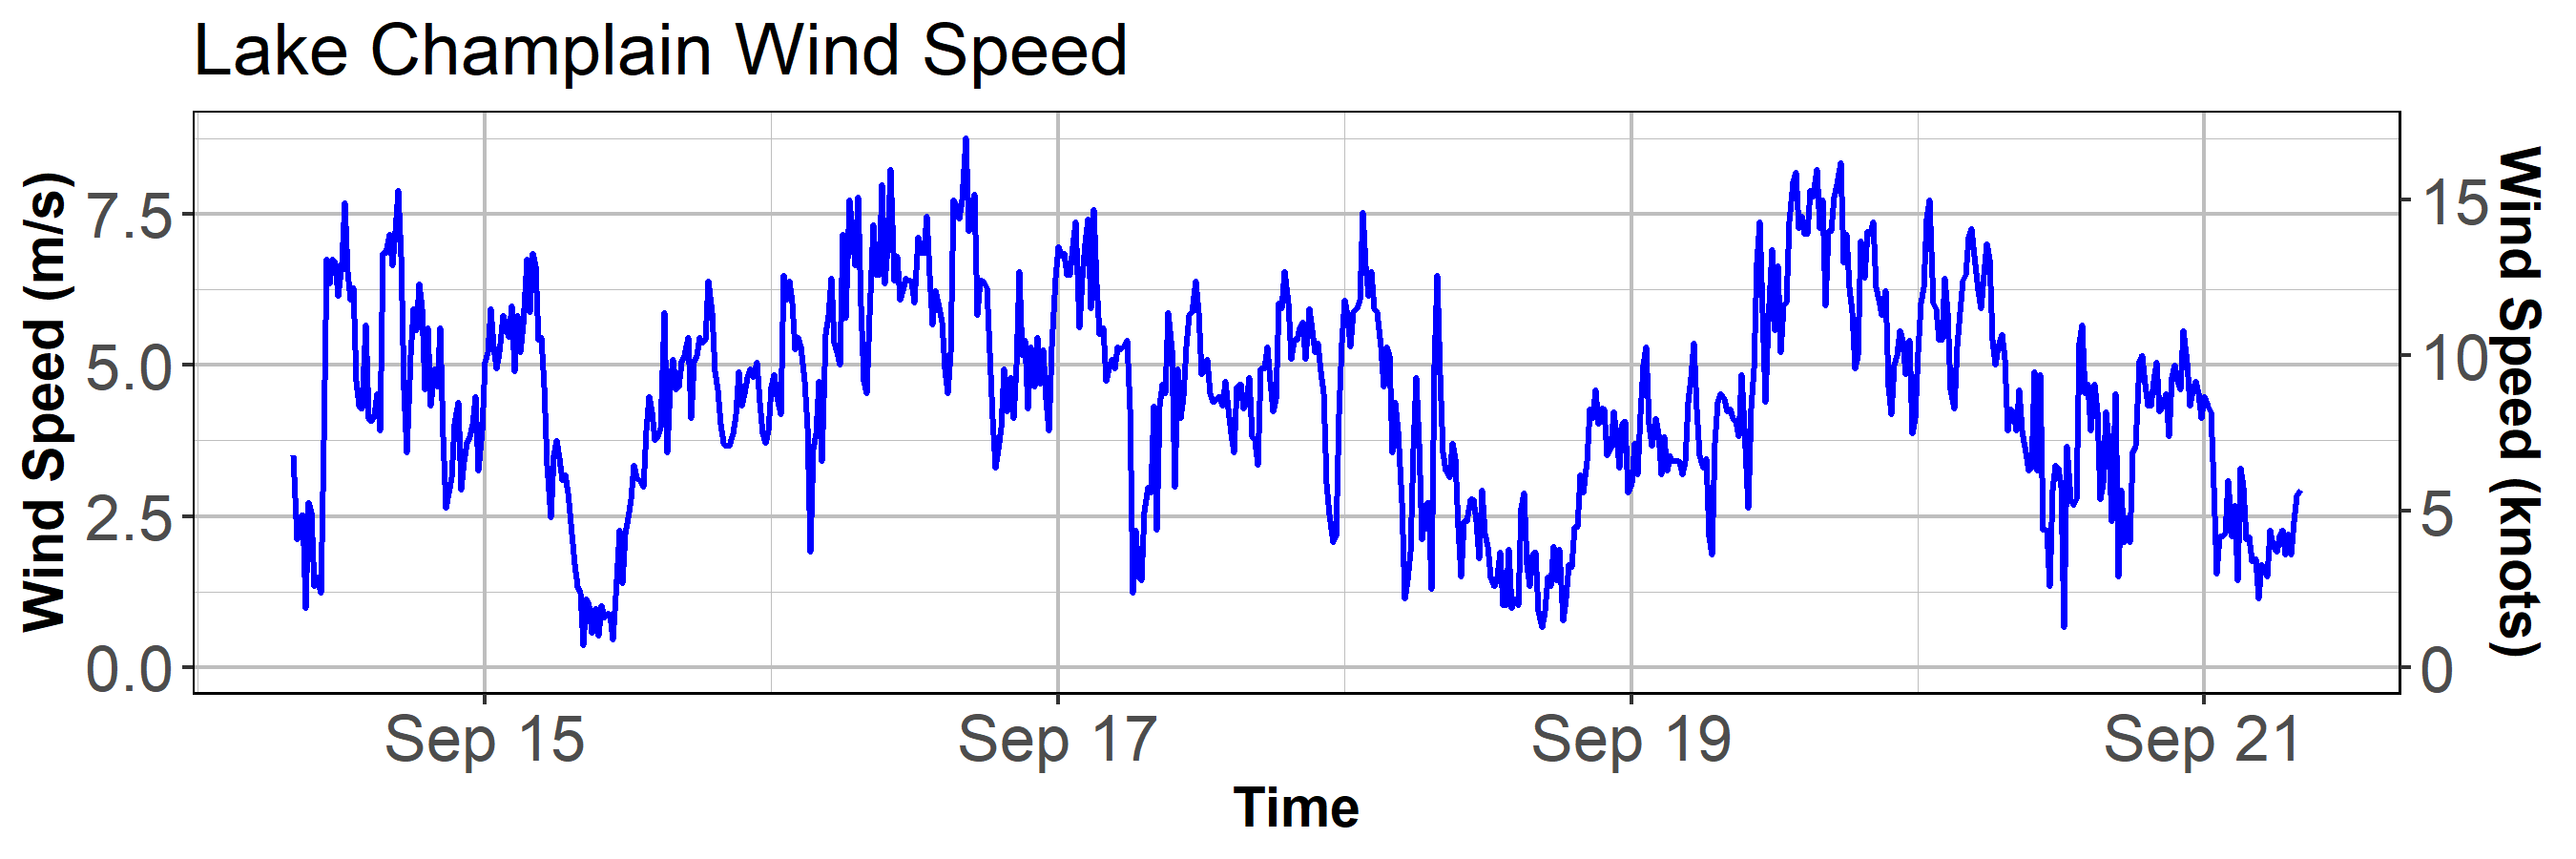 Lake Champlain Wind Speed
Wind Speed (m/s)
7.5
5.0
2.5
0.0
15
10
5
0
Wind Speed (knots)
Sep 15 Sep 17 Sep 19 Sep 21
Time